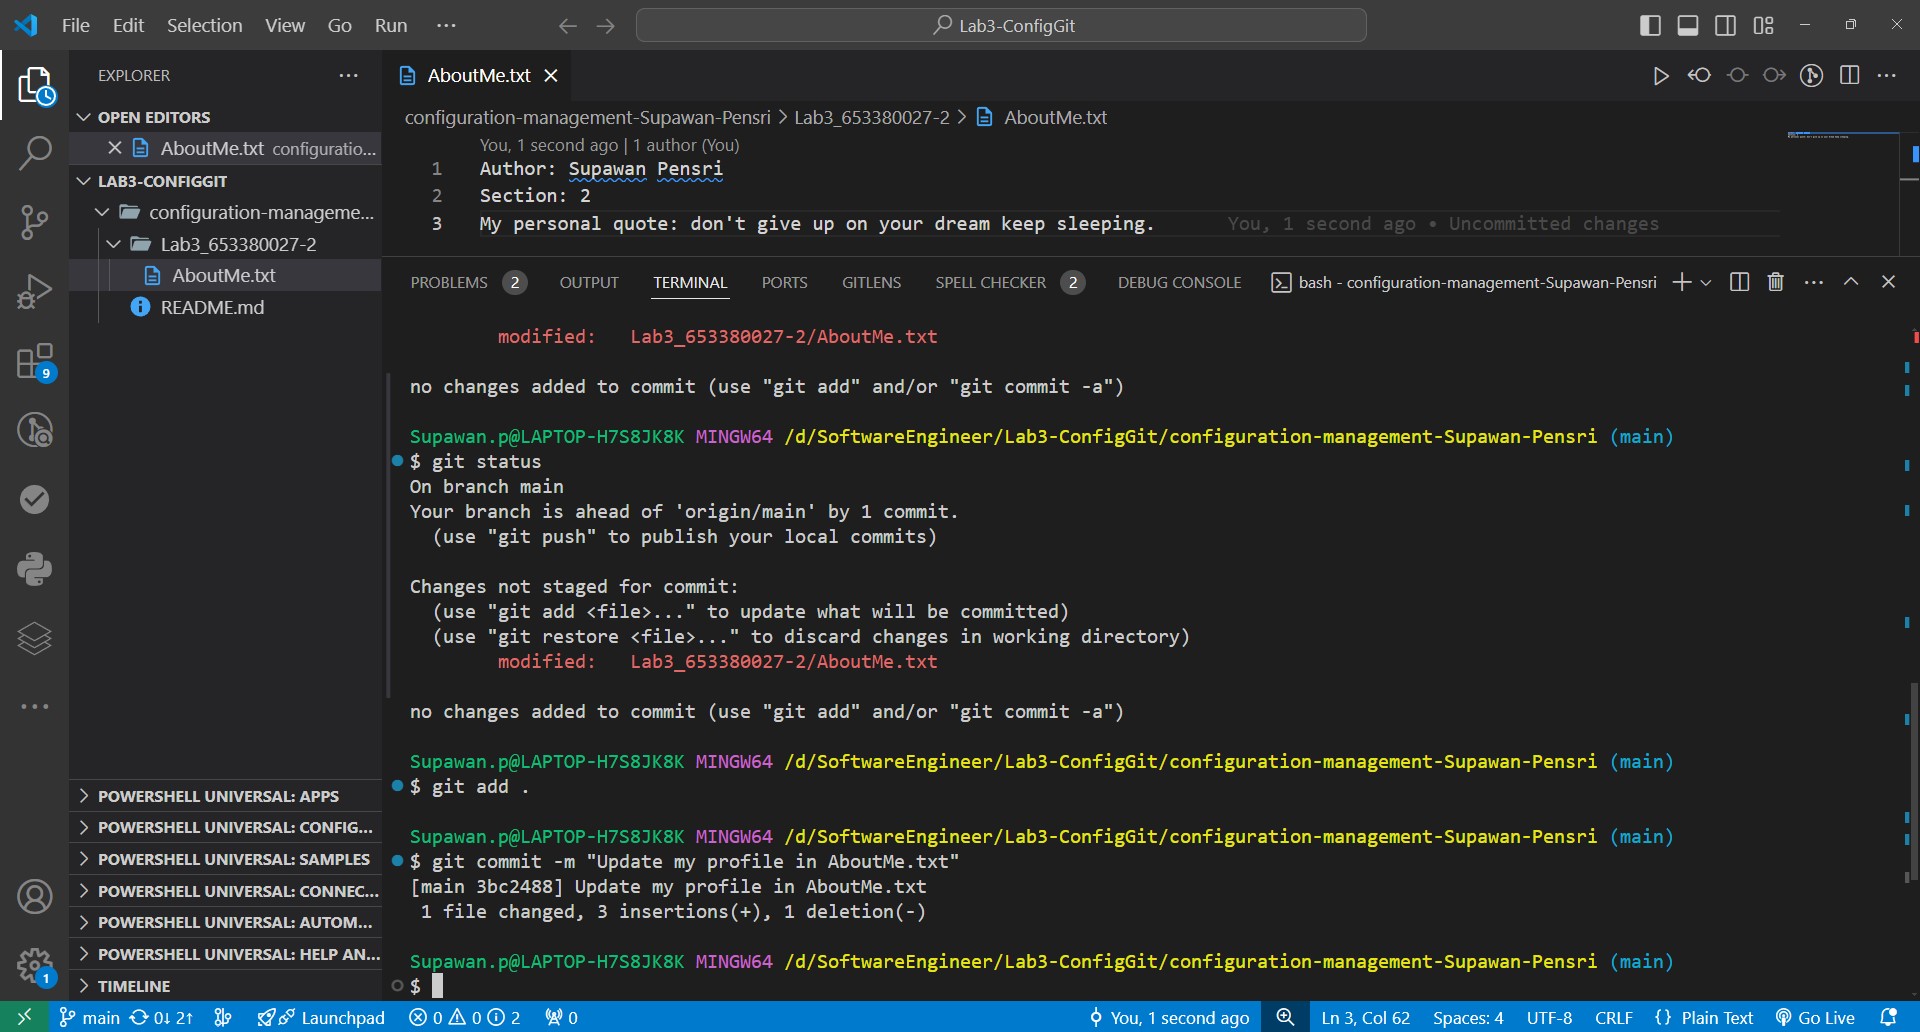 File Edit Selection View Go Run ··· Lab3-ConfigGit
EXPLORER ···
OPEN EDITORS
AboutMe.txt configuratio...
LAB3-CONFIGGIT
configuration-manageme...
Lab3_653380027-2
AboutMe.txt
README.md
9
POWERSHELL UNIVERSAL: APPS
POWERSHELL UNIVERSAL: CONFIG...
POWERSHELL UNIVERSAL: SAMPLES
POWERSHELL UNIVERSAL: CONNEC...
POWERSHELL UNIVERSAL: AUTOM...
POWERSHELL UNIVERSAL: HELP AN...
TIMELINE
1
AboutMe.txt
configuration-management-Supawan-Pensri > Lab3_653380027-2 > AboutMe.txt
You, 1 second ago | 1 author (You)
1 Author: Supawan Pensri
2 Section: 2
3 My personal quote: don't give up on your dream keep sleeping. You, 1 second ago • Uncommitted changes
PROBLEMS 2 OUTPUT TERMINAL PORTS GITLENS SPELL CHECKER 2 DEBUG CONSOLE bash - configuration-management-Supawan-Pensri
modified: Lab3_653380027-2/AboutMe.txt
no changes added to commit (use "git add" and/or "git commit -a")
Supawan.p@LAPTOP-H7S8JK8K MINGW64 /d/SoftwareEngineer/Lab3-ConfigGit/configuration-management-Supawan-Pensri (main)
$ git status
On branch main
Your branch is ahead of 'origin/main' by 1 commit.
(use "git push" to publish your local commits)
Changes not staged for commit:
(use "git add <file>..." to update what will be committed)
(use "git restore <file>..." to discard changes in working directory)
modified: Lab3_653380027-2/AboutMe.txt
no changes added to commit (use "git add" and/or "git commit -a")
Supawan.p@LAPTOP-H7S8JK8K MINGW64 /d/SoftwareEngineer/Lab3-ConfigGit/configuration-management-Supawan-Pensri (main)
$ git add .
Supawan.p@LAPTOP-H7S8JK8K MINGW64 /d/SoftwareEngineer/Lab3-ConfigGit/configuration-management-Supawan-Pensri (main)
$ git commit -m "Update my profile in AboutMe.txt"
[main 3bc2488] Update my profile in AboutMe.txt
1 file changed, 3 insertions(+), 1 deletion(-)
Supawan.p@LAPTOP-H7S8JK8K MINGW64 /d/SoftwareEngineer/Lab3-ConfigGit/configuration-management-Supawan-Pensri (main)
$
main 0↓ 2↑ Launchpad 0 0 2 0 You, 1 second ago Ln 3, Col 62 Spaces: 4 UTF-8 CRLF {} Plain Text Go Live